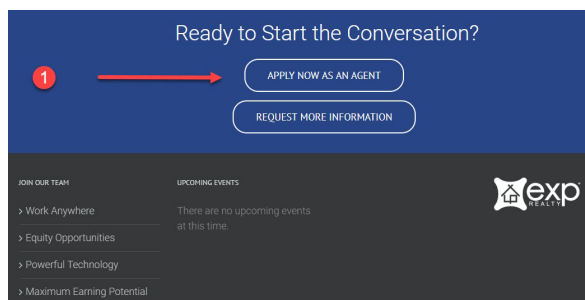 Ready to Start the Conversation?
1
APPLY NOW AS AN AGENT
REQUEST MORE INFORMATION
JOIN OUR TEAM
> Work Anywhere
> Equity Opportunities
> Powerful Technology
> Maximum Earning Potential
UPCOMING EVENTS
There are no upcoming events
at this time.
exp
REALTY